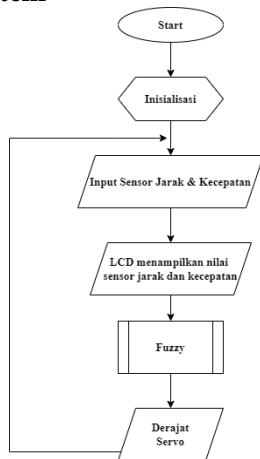 Start
Inisialisasi
Input Sensor Jarak & Kecepatan
LCD menampilkan nilai
sensor jarak dan kecepatan
Fuzzy
Derajat
Servo